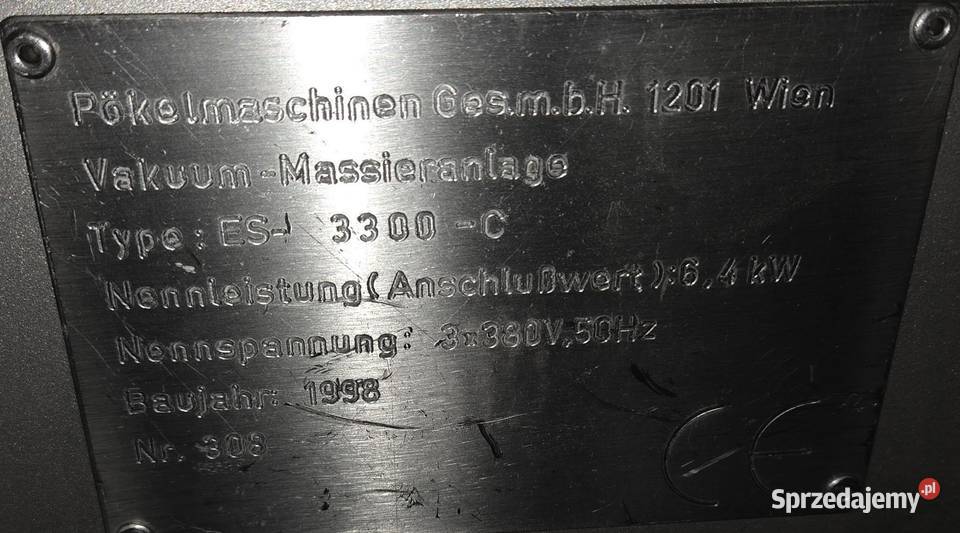 Pökelmaschinen Ges.m.b.H. 1201 Wien
Vakuum-Massieranlage
Type: ES- 3300-C
Nennleistung(Anschlußwert):6,4 kW
Nennspannung: 3x380V,50Hz
Baujahr: 1998
Nr. 308
CE
Sprzedajemy.pl